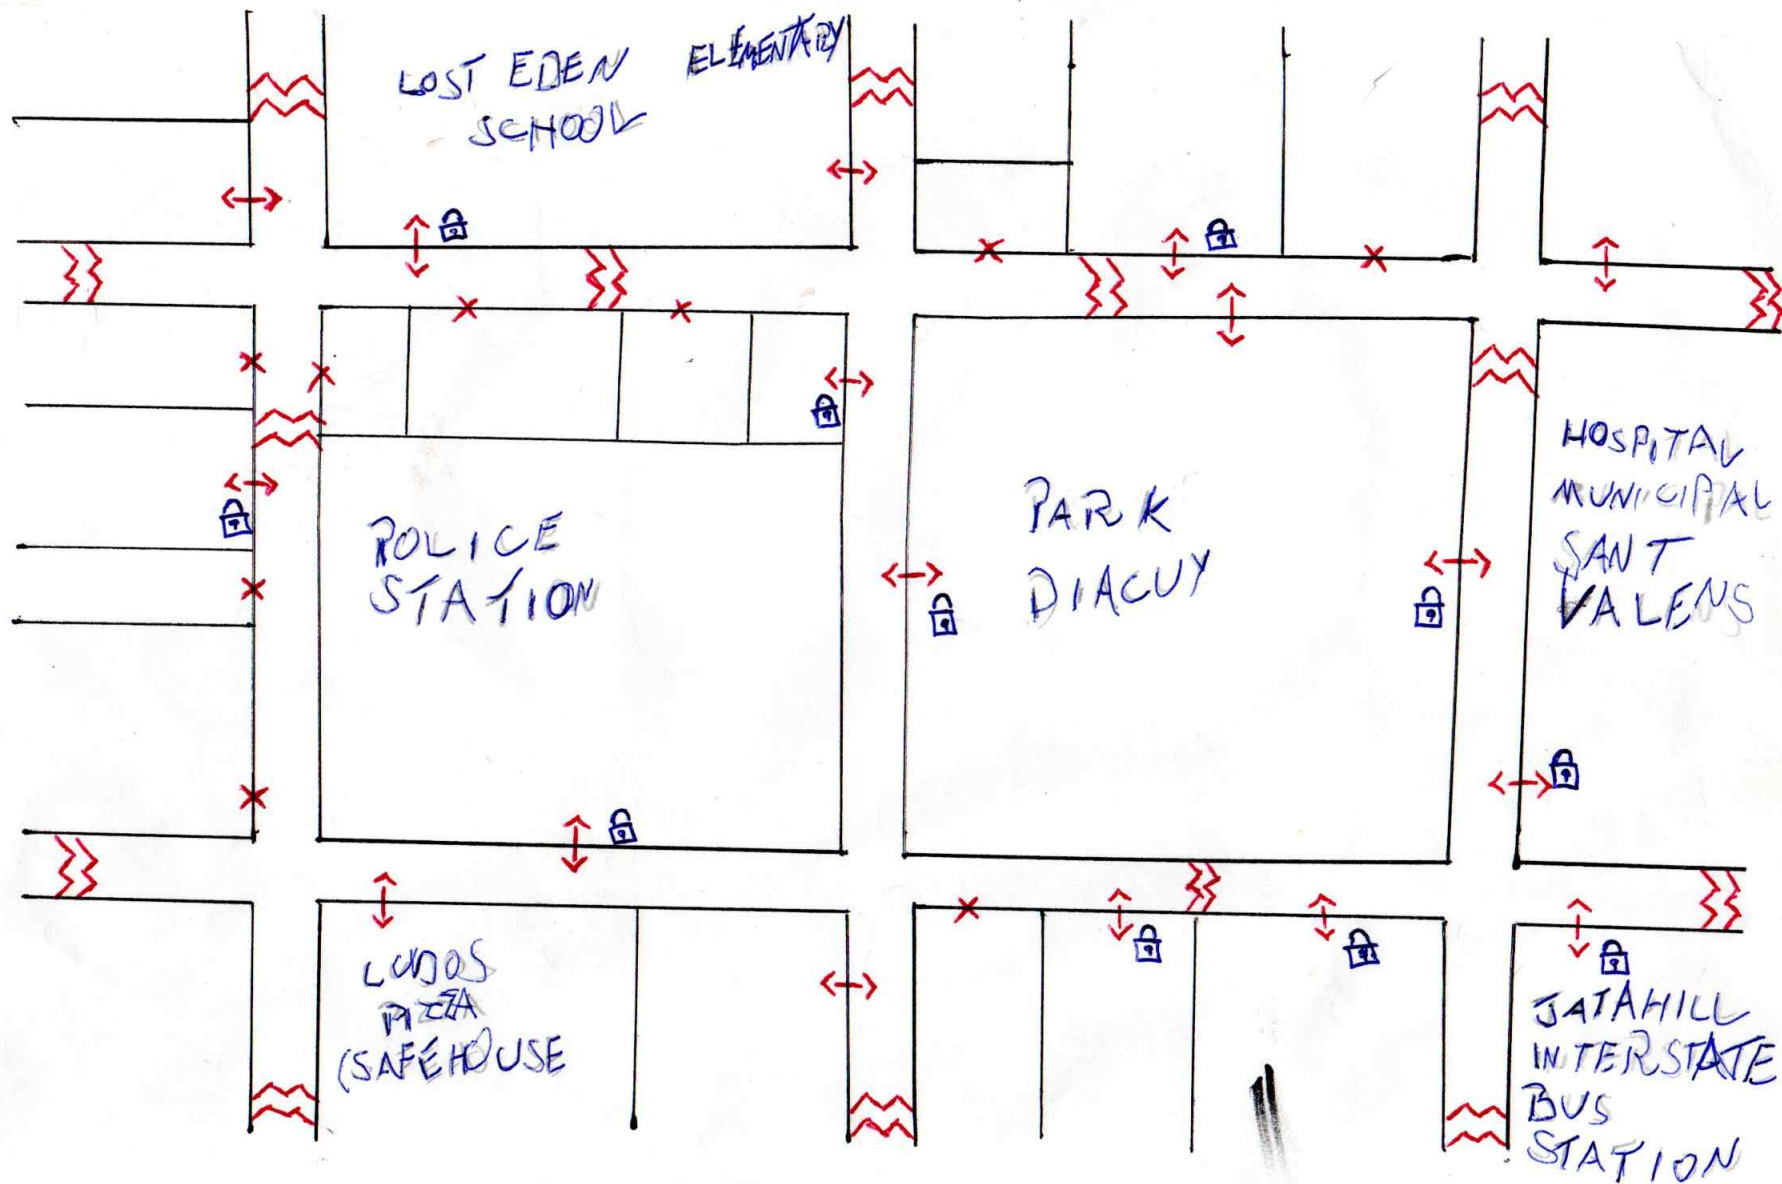 LOST EDEN ELEMENTARY
SCHOOL
POLICE
STATION
PARK
DIACUY
HOSPITAL
MUNICIPAL
SANT
VALENS
LUDOS
PIZZA
(SAFEHOUSE
JATAHILL
INTERSTATE
BUS
STATION